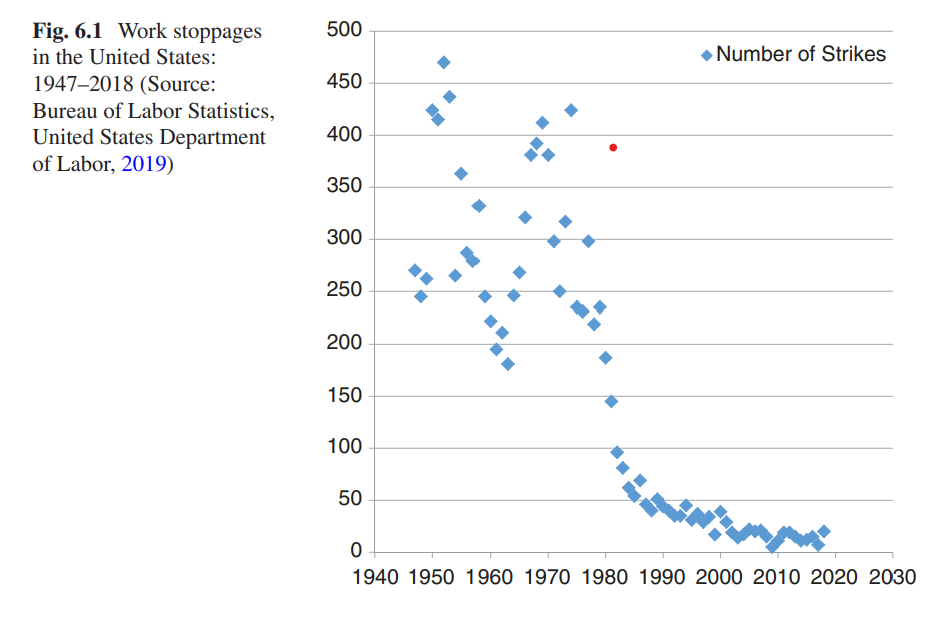 Fig. 6.1 Work stoppages
in the United States:
1947–2018 (Source:
Bureau of Labor Statistics,
United States Department
of Labor, 2019)
500
450
400
350
300
250
200
150
100
50
0
Number of Strikes
1940 1950 1960 1970 1980 1990 2000 2010 2020 2030